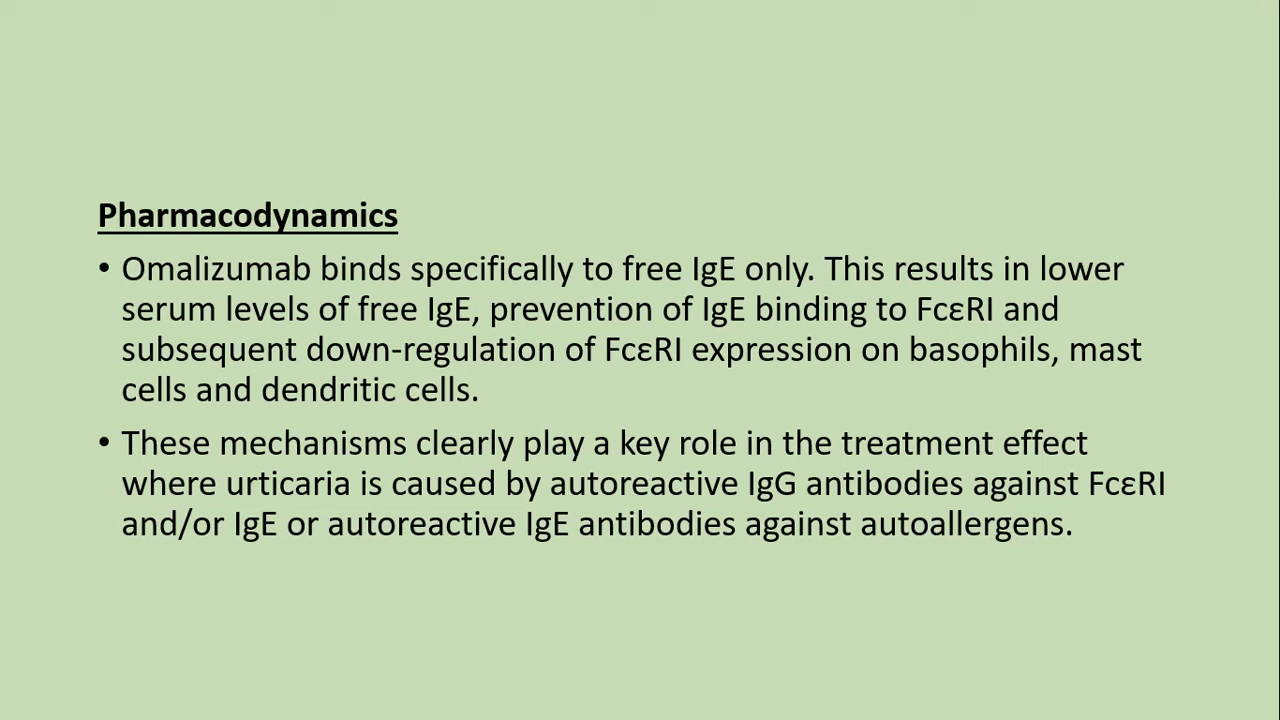 Pharmacodynamics
• Omalizumab binds specifically to free IgE only. This results in lower
serum levels of free IgE, prevention of IgE binding to FcεRI and
subsequent down-regulation of FcεRI expression on basophils, mast
cells and dendritic cells.
• These mechanisms clearly play a key role in the treatment effect
where urticaria is caused by autoreactive IgG antibodies against FcεRI
and/or IgE or autoreactive IgE antibodies against autoallergens.